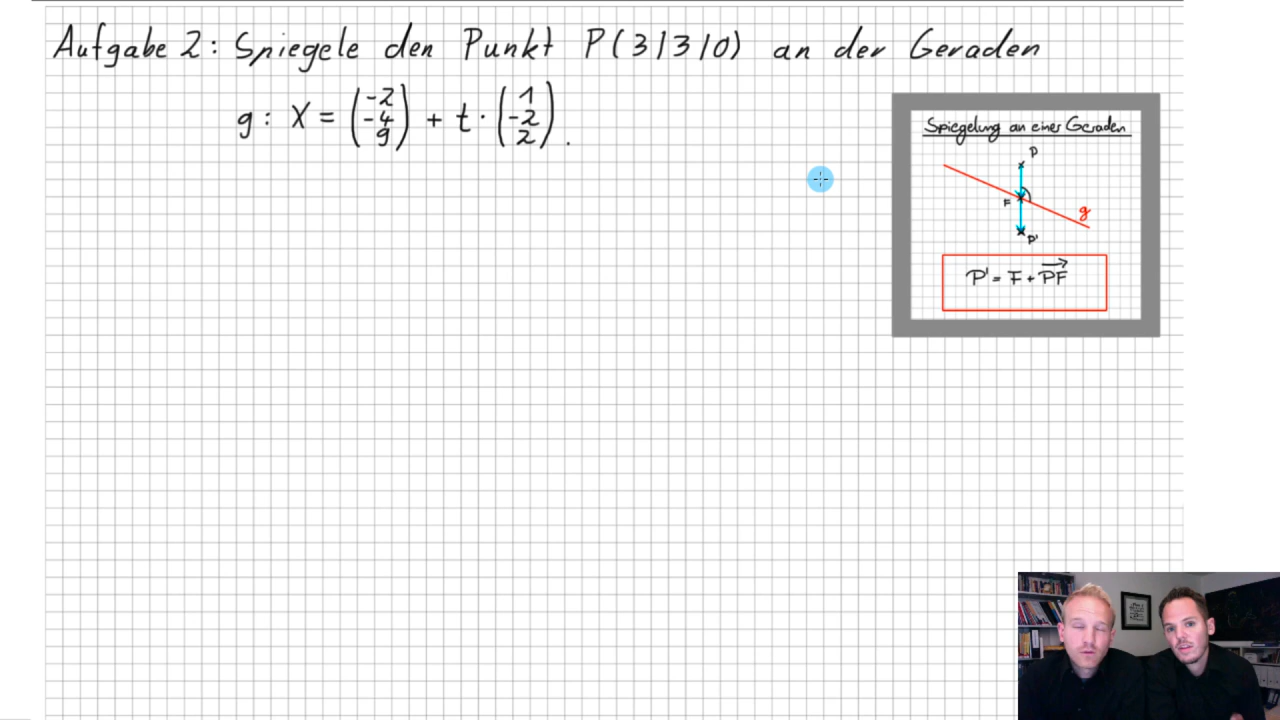 Aufgabe 2: Spiegele den Punkt P(3|3|0) an der Geraden
g: X = (-2 -4 9) + t · (1 -2 2).
Spiegelung an einer Geraden
P
F
g
P'
P' = F + PF